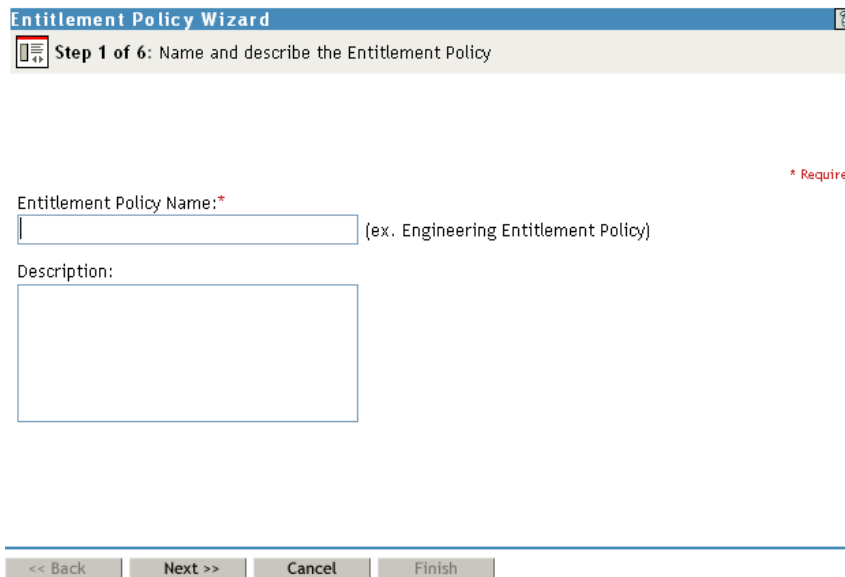 Entitlement Policy Wizard
Step 1 of 6: Name and describe the Entitlement Policy
* Require
Entitlement Policy Name:*
(ex. Engineering Entitlement Policy)
Description:
<< Back Next >> Cancel Finish